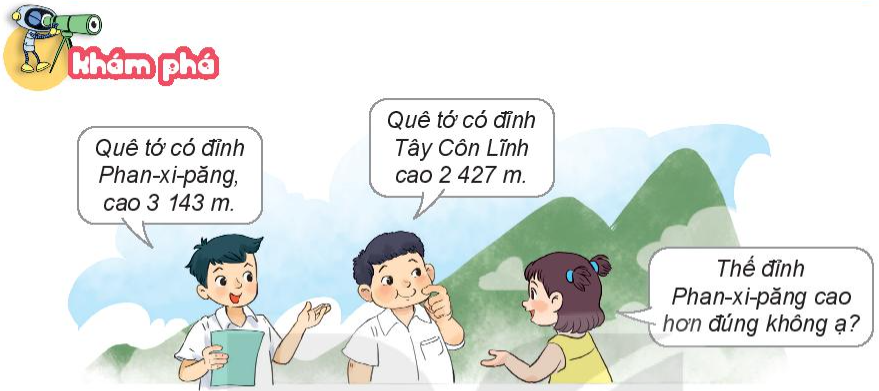 Khám phá
Quê tớ có đỉnh
Phan-xi-păng,
cao 3 143 m.
Quê tớ có đỉnh
Tây Côn Lĩnh
cao 2 427 m.
Thế đỉnh
Phan-xi-păng cao
hơn đúng không ạ?